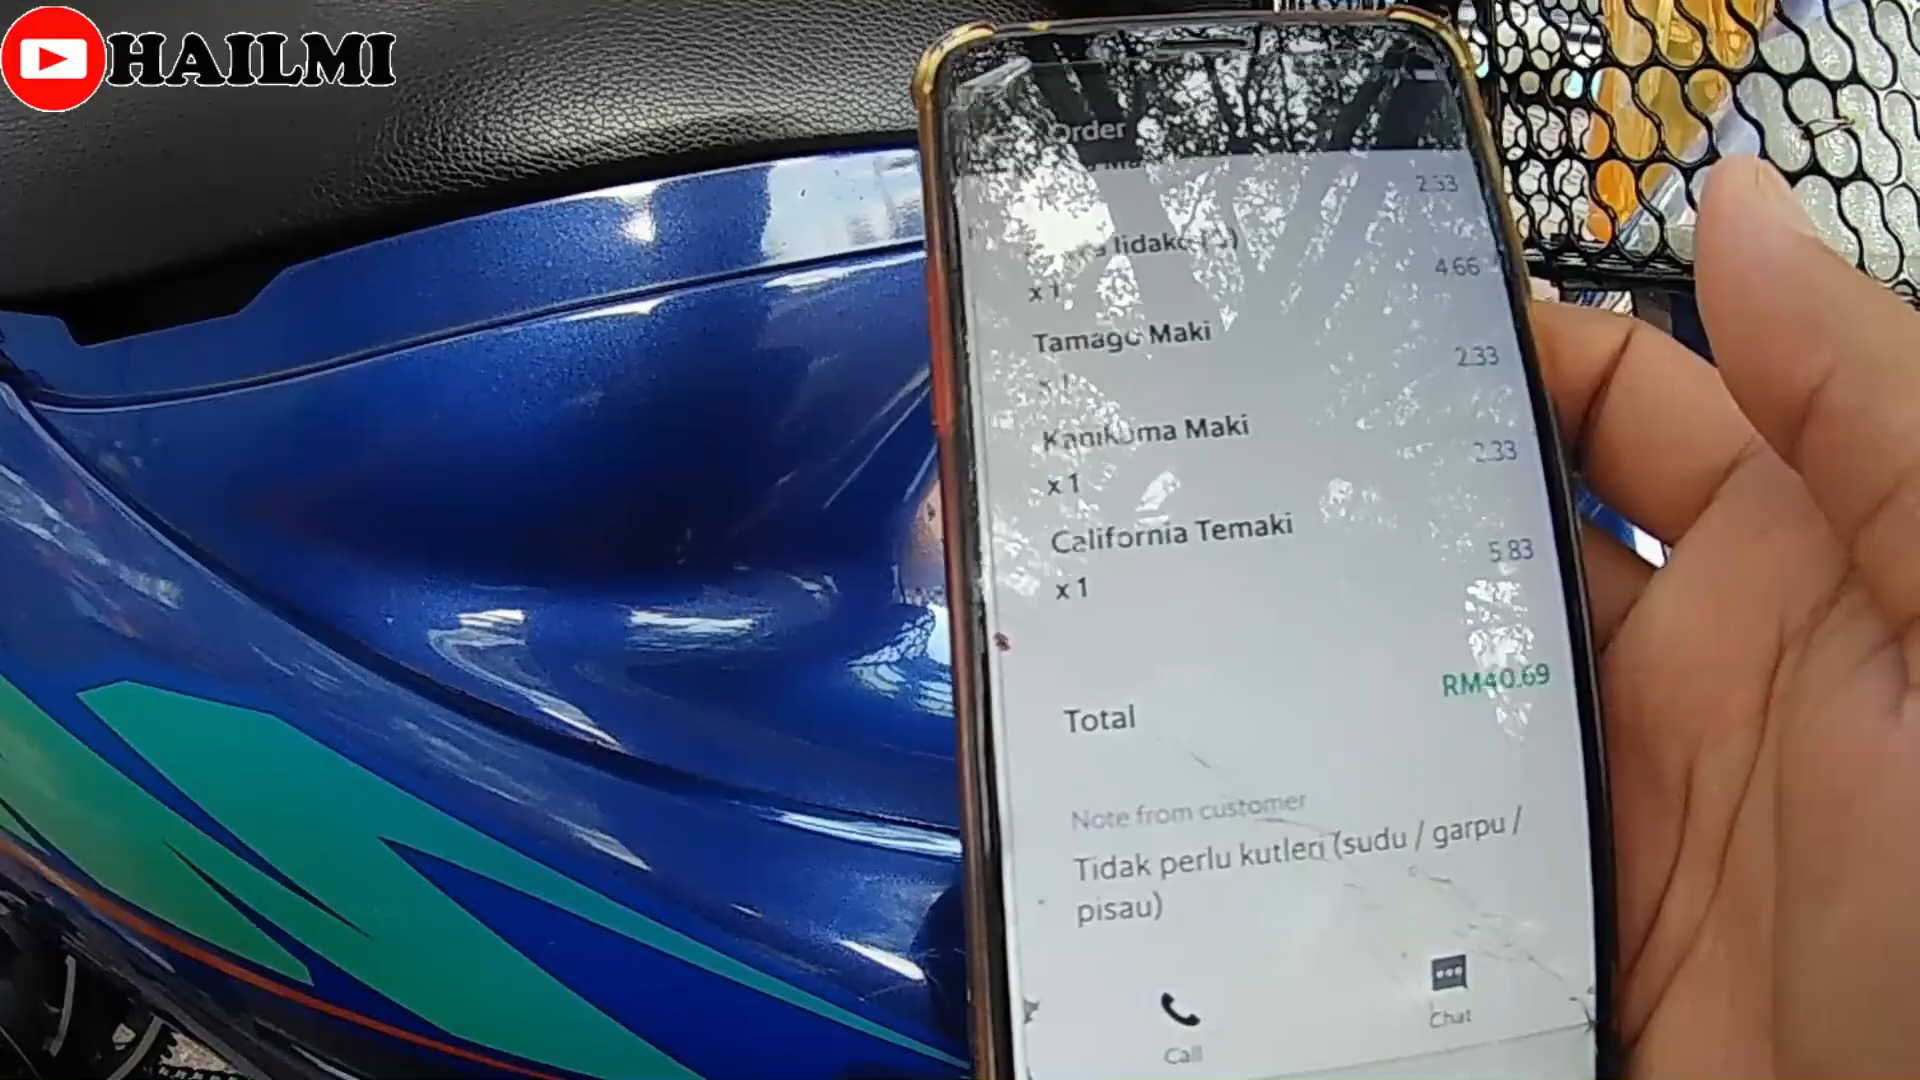 HAILMI
Order
2.33
4.66
x 1
Tamago Maki
2.33
x 1
Kanikuma Maki
2.33
x 1
California Temaki
5.83
x 1
RM40.69
Total
Note from customer
Tidak perlu kutleri (sudu / garpu /
pisau)
Call
Chat